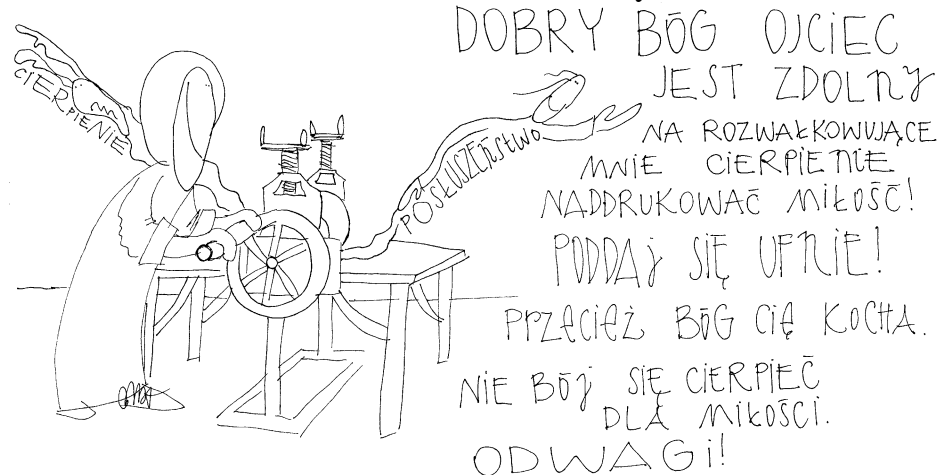 CIERPIENIE
POSŁUSZEŃSTWO
DOBRY BÓG OJCIEC
JEST ZDOLNY
NA ROZWAŁKOWUJĄCE
MNIE CIERPIENIE
NADDRUKOWAĆ MIŁOŚĆ!
PODDAJ SIĘ UFNIE!
PRZECIEŻ BÓG CIĘ KOCHA.
NIE BÓJ SIĘ CIERPIEĆ
DLA MIŁOŚCI.
ODWAGI!